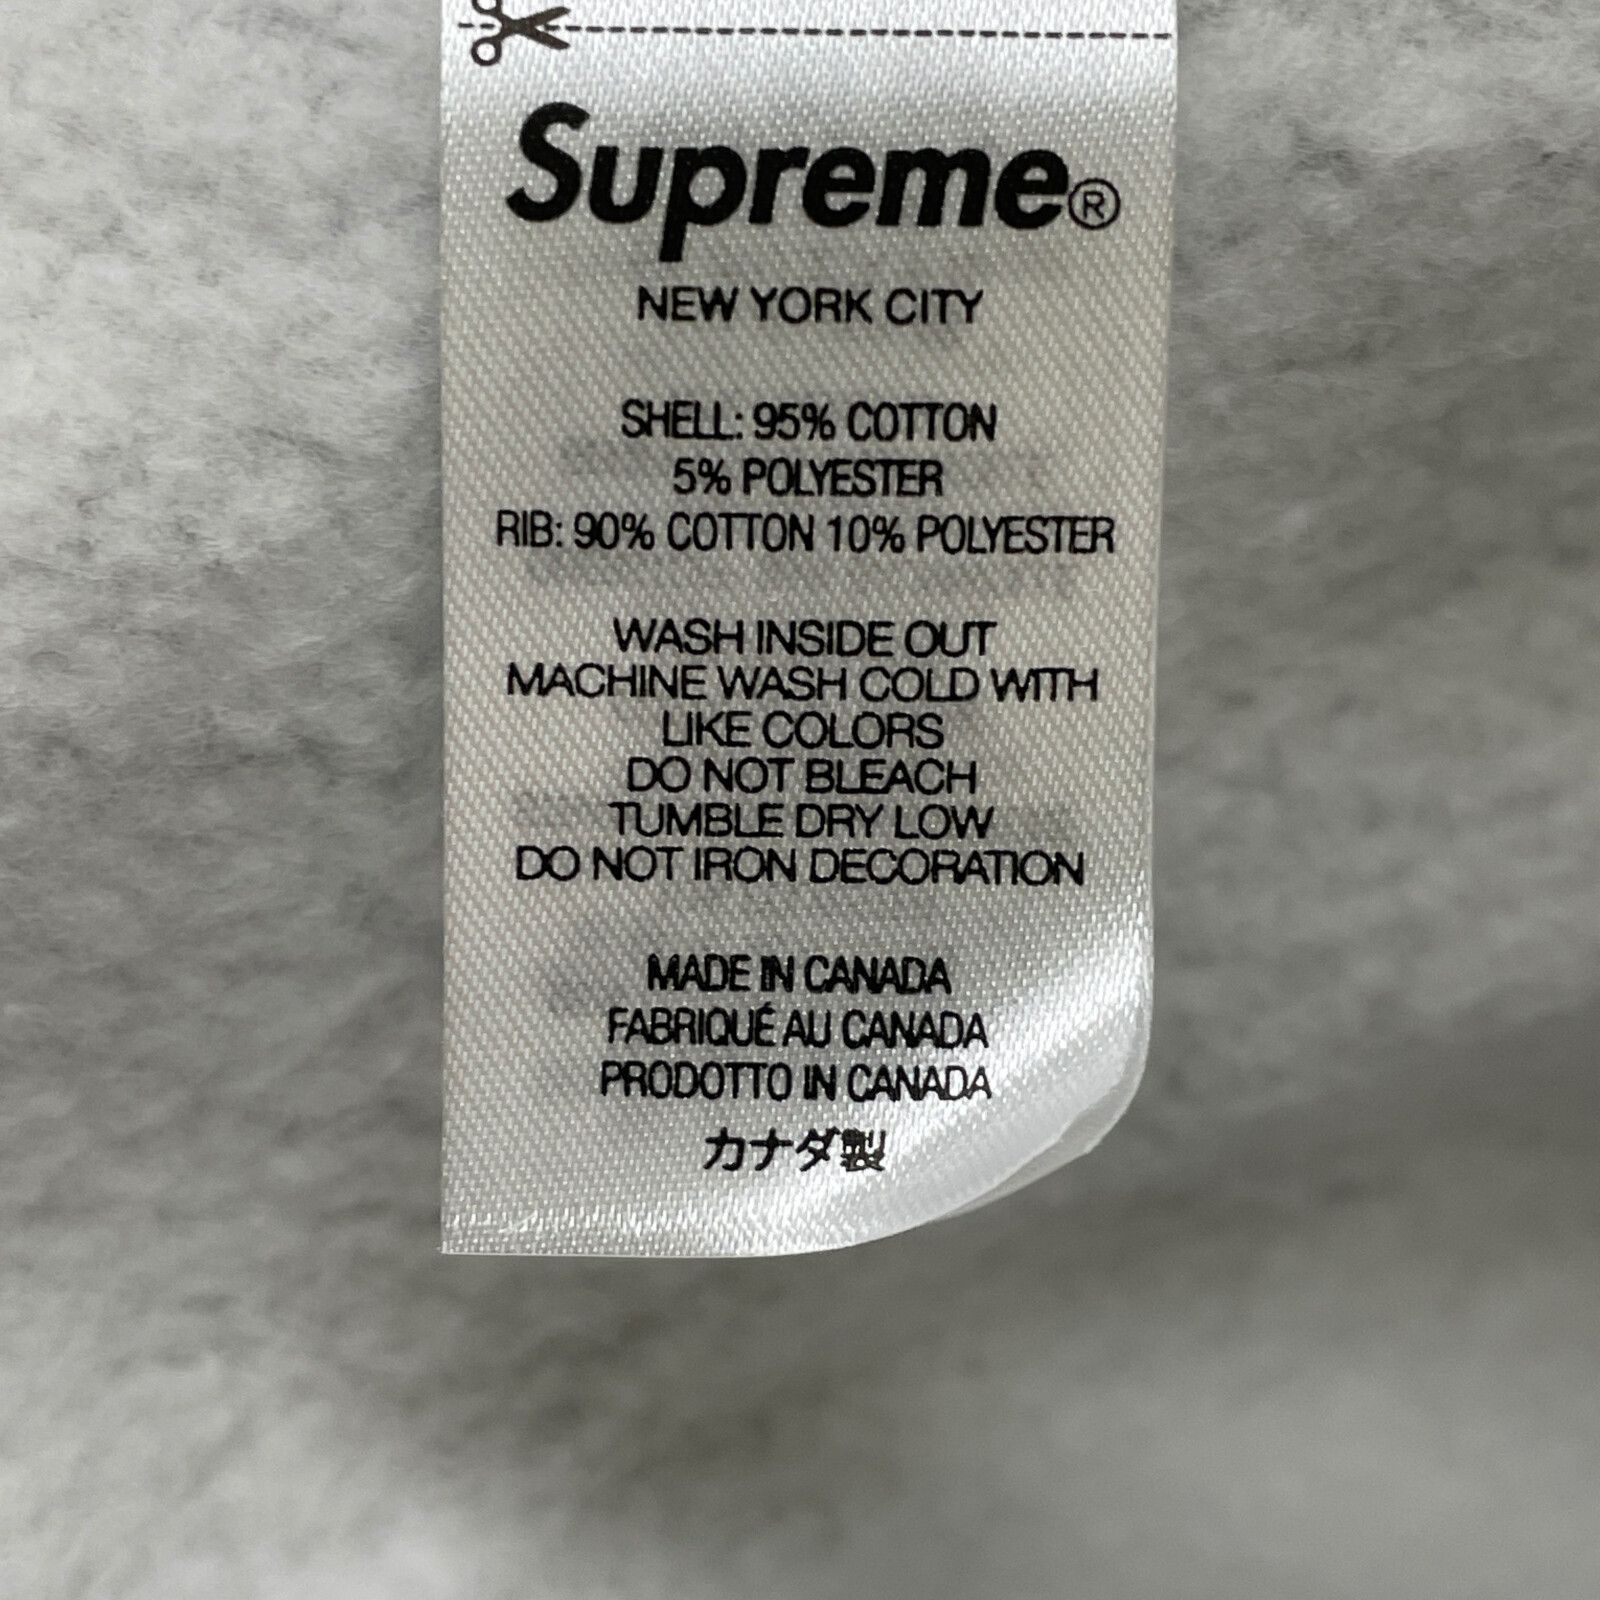 Supreme®
NEW YORK CITY
SHELL: 95% COTTON
5% POLYESTER
RIB: 90% COTTON 10% POLYESTER
WASH INSIDE OUT
MACHINE WASH COLD WITH
LIKE COLORS
DO NOT BLEACH
TUMBLE DRY LOW
DO NOT IRON DECORATION
MADE IN CANADA
FABRIQUÉ AU CANADA
PRODOTTO IN CANADA
カナダ製